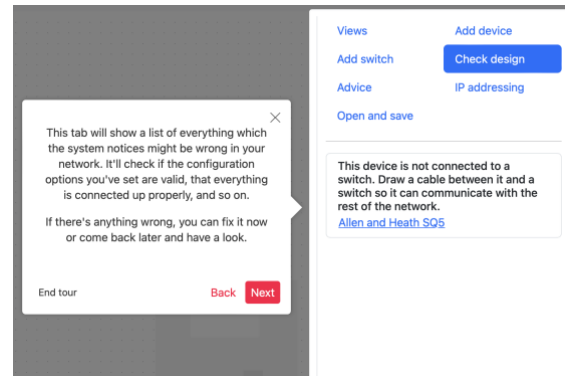 Views
Add device
Add switch
Check design
Advice
IP addressing
Open and save
This tab will show a list of everything which
the system notices might be wrong in your
network. It'll check if the configuration
options you've set are valid, that everything
is connected up properly, and so on.
If there's anything wrong, you can fix it now
or come back later and have a look.
End tour
Back
Next
This device is not connected to a
switch. Draw a cable between it and a
switch so it can communicate with the
rest of the network.
Allen and Heath SQ5